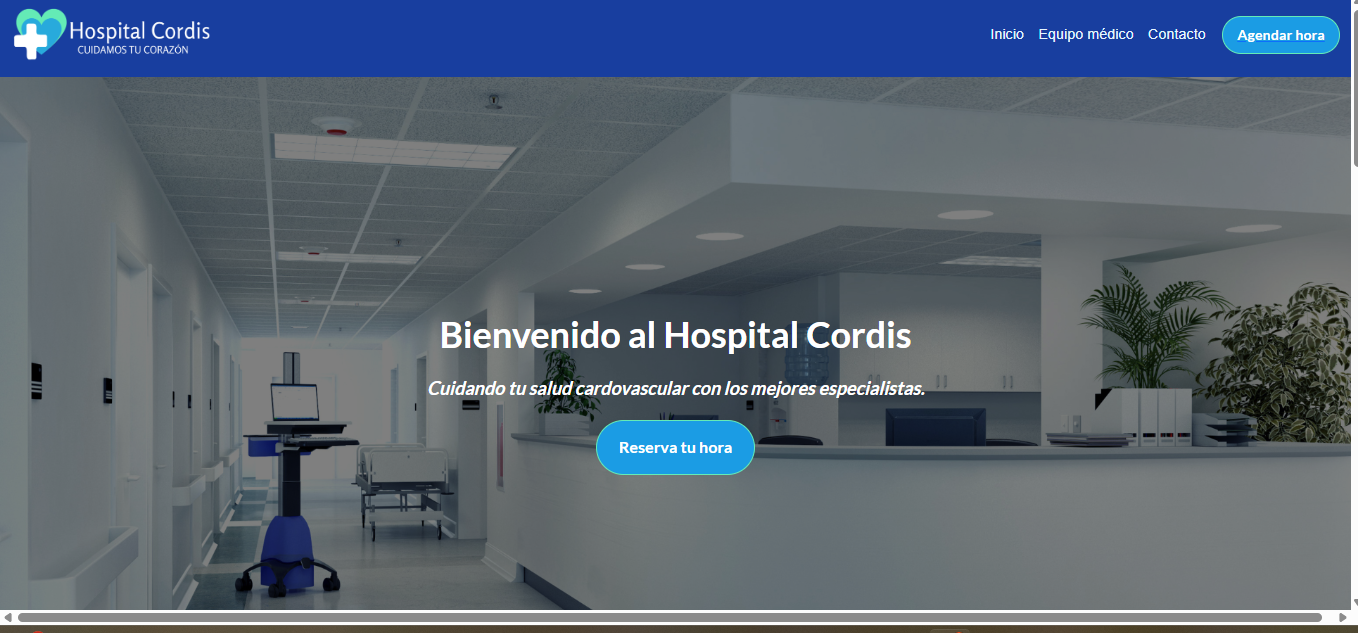 Hospital Cordis
CUIDAMOS TU CORAZÓN
Inicio Equipo médico Contacto Agendar hora
Bienvenido al Hospital Cordis
Cuidando tu salud cardovascular con los mejores especialistas.
Reserva tu hora